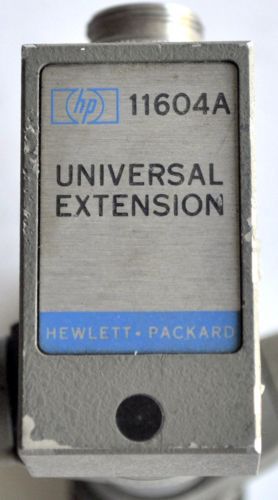 hp 11604A
UNIVERSAL
EXTENSION
HEWLETT • PACKARD